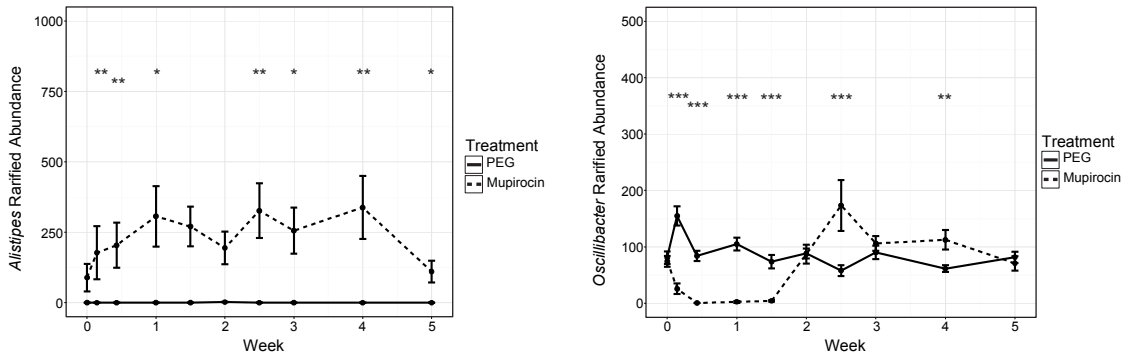 Alistipes Rarified Abundance
1000
750
500
250
0
** ** * ** * ** *
0 1 2 3 4 5
Week
Treatment
PEG
Mupirocin
Oscillibacter Rarified Abundance
500
400
300
200
100
0
*** *** *** *** *** **
0 1 2 3 4 5
Week
Treatment
PEG
Mupirocin